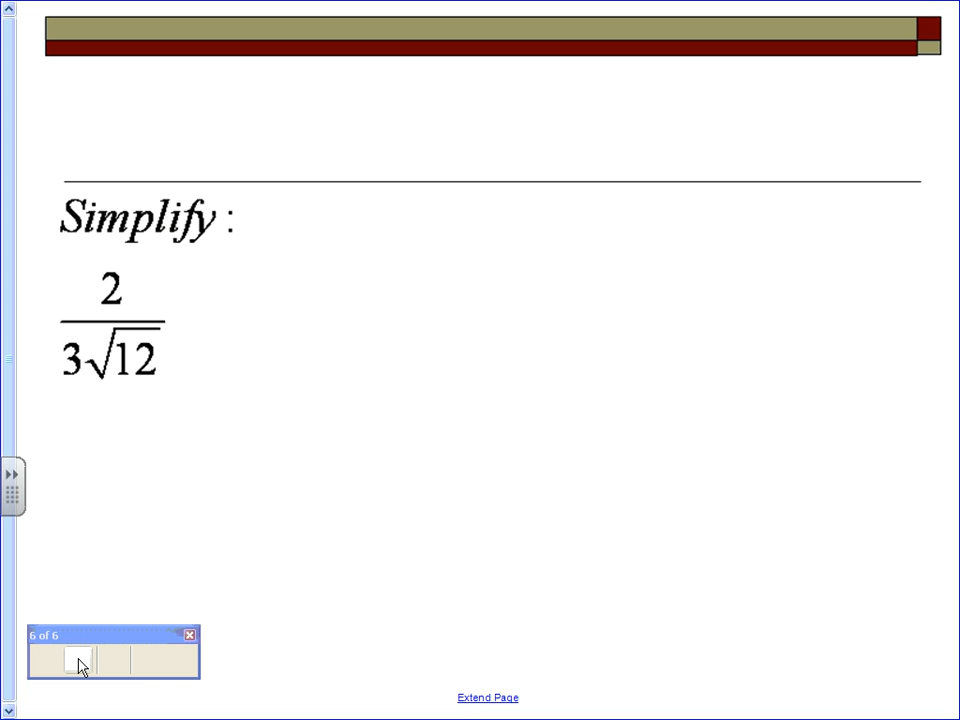 Simplify :
2
3√12
6 of 6
Extend Page